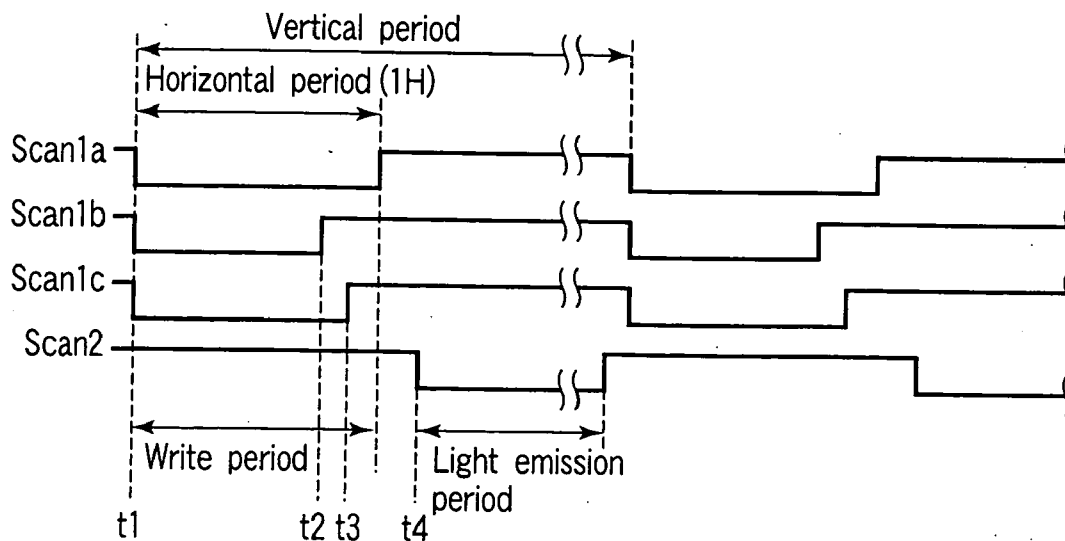 Vertical period
Horizontal period (1H)
Scan1a
Scan1b
Scan1c
Scan2
Write period
Light emission
period
t1 t2 t3 t4